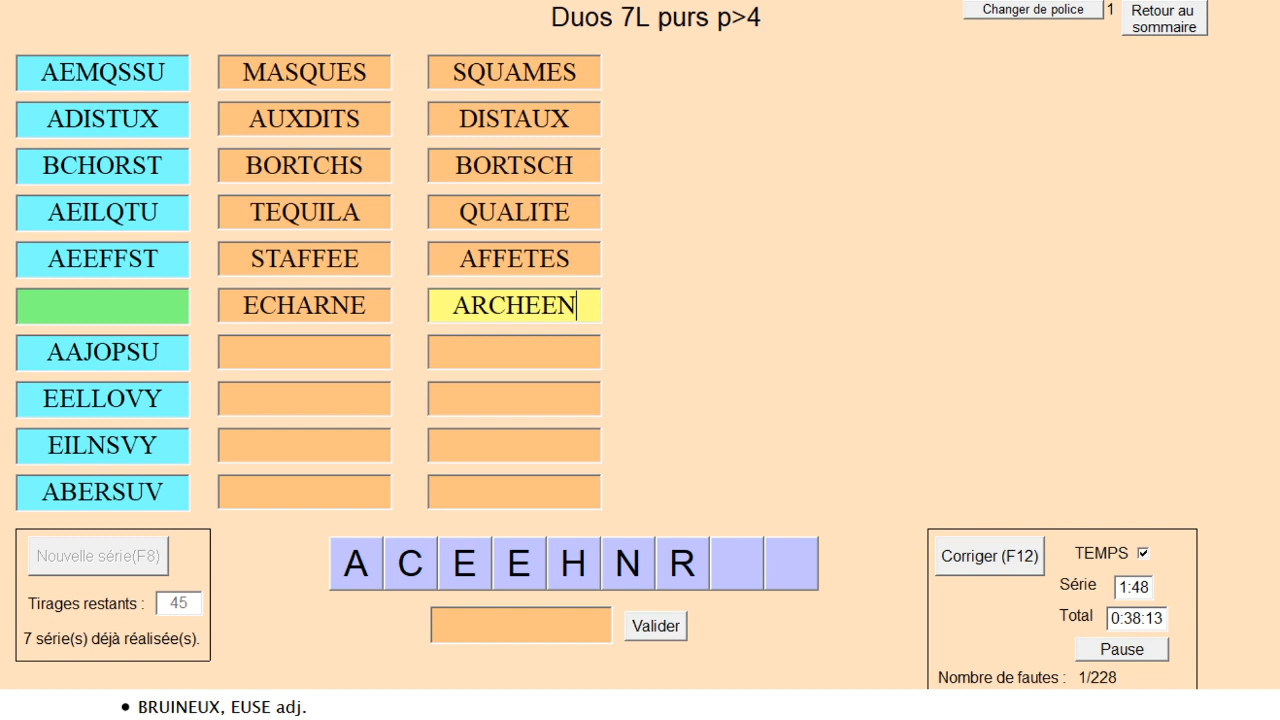 Duos 7L purs p>4
Changer de police 1 Retour au sommaire
AEMQSSU MASQUES SQUAMES
ADISTUX AUXDITS DISTAUX
BCHORST BORTCHS BORTSCH
AEILQTU TEQUILA QUALITE
AEEFFST STAFFEE AFFETES
ECHARNE ARCHEEN
AAJOPSU
EELLOVY
EILNSVY
ABERSUV
Nouvelle série(F8)
Tirages restants : 45
7 série(s) déjà réalisée(s).
A C E E H N R
Valider
Corriger (F12) TEMPS
Série 1:48
Total 0:38:13
Pause
Nombre de fautes : 1/228
• BRUINEUX, EUSE adj.